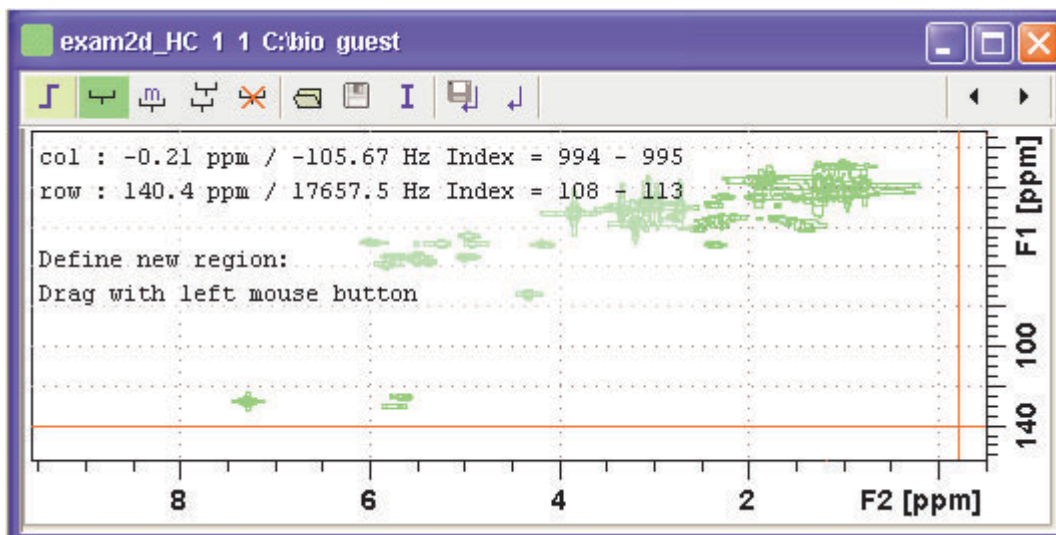 exam2d_HC 1 1 C:\bio guest
m
col : -0.21 ppm / -105.67 Hz Index = 994 - 995
row : 140.4 ppm / 17657.5 Hz Index = 108 - 113
Define new region:
Drag with left mouse button
F1 [ppm]
100
140
8
6
4
2
F2 [ppm]